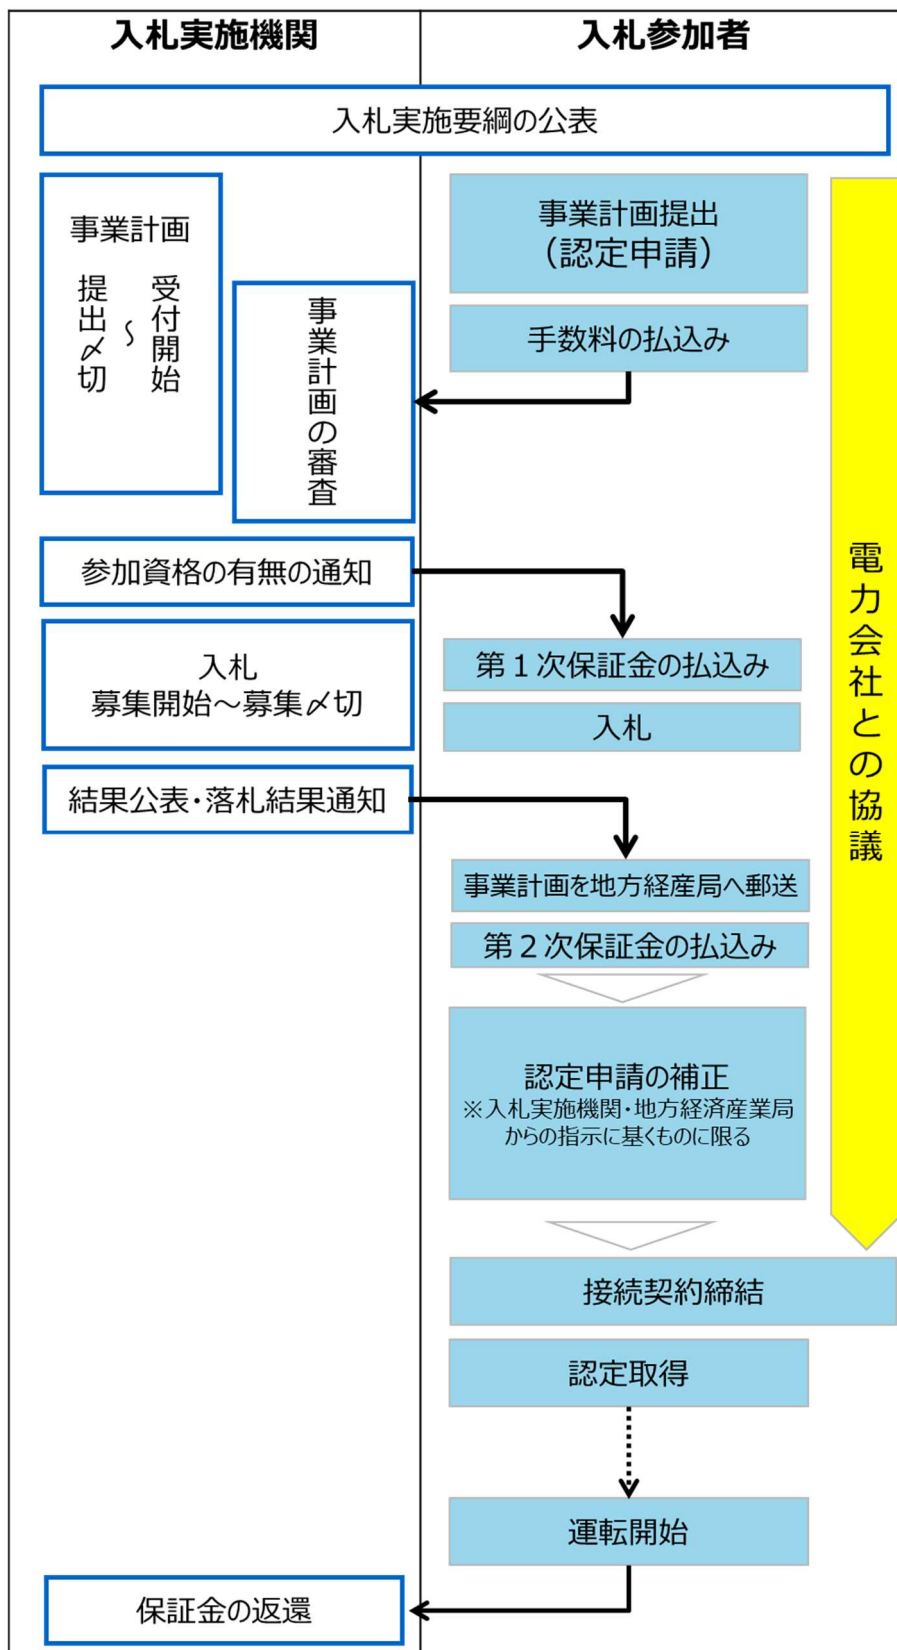 入札実施機関
入札参加者
入札実施要綱の公表
事業計画
受付開始
～
提出〆切
事業計画の審査
事業計画提出
（認定申請）
手数料の払込み
参加資格の有無の通知
第１次保証金の払込み
入札
募集開始～募集〆切
入札
結果公表・落札結果通知
事業計画を地方経産局へ郵送
第２次保証金の払込み
認定申請の補正
※入札実施機関・地方経済産業局
からの指示に基くものに限る
電力会社との協議
接続契約締結
認定取得
運転開始
保証金の返還